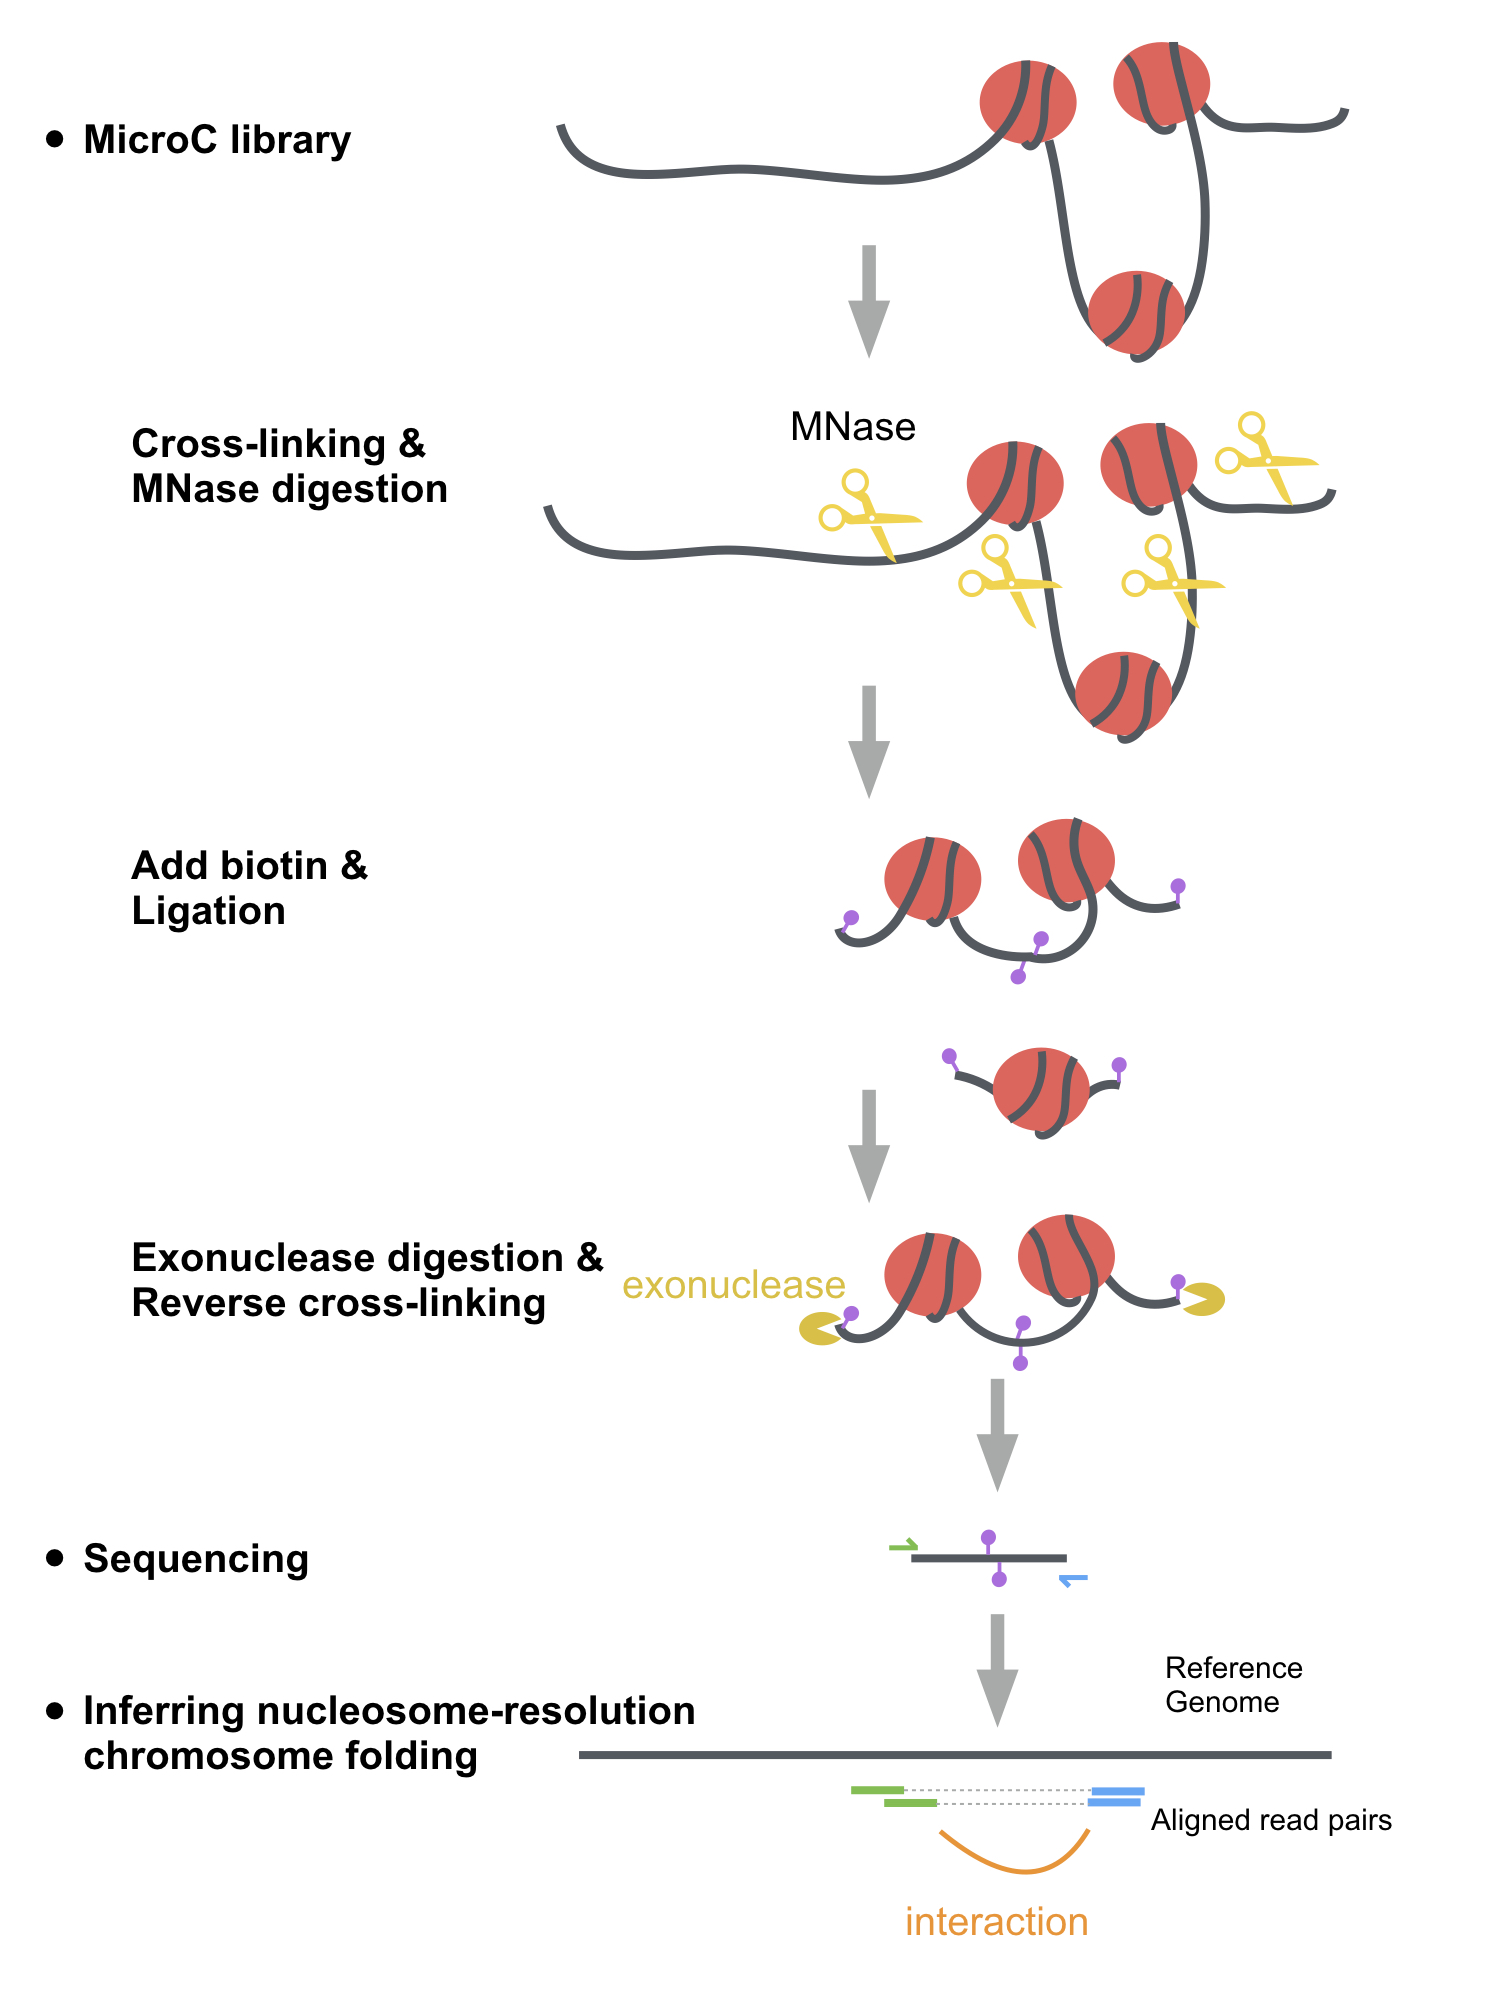 MicroC library
Cross-linking &
MNase digestion
MNase
Add biotin &
Ligation
Exonuclease digestion &
Reverse cross-linking
exonuclease
Sequencing
Reference
Genome
Inferring nucleosome-resolution
chromosome folding
Aligned read pairs
interaction